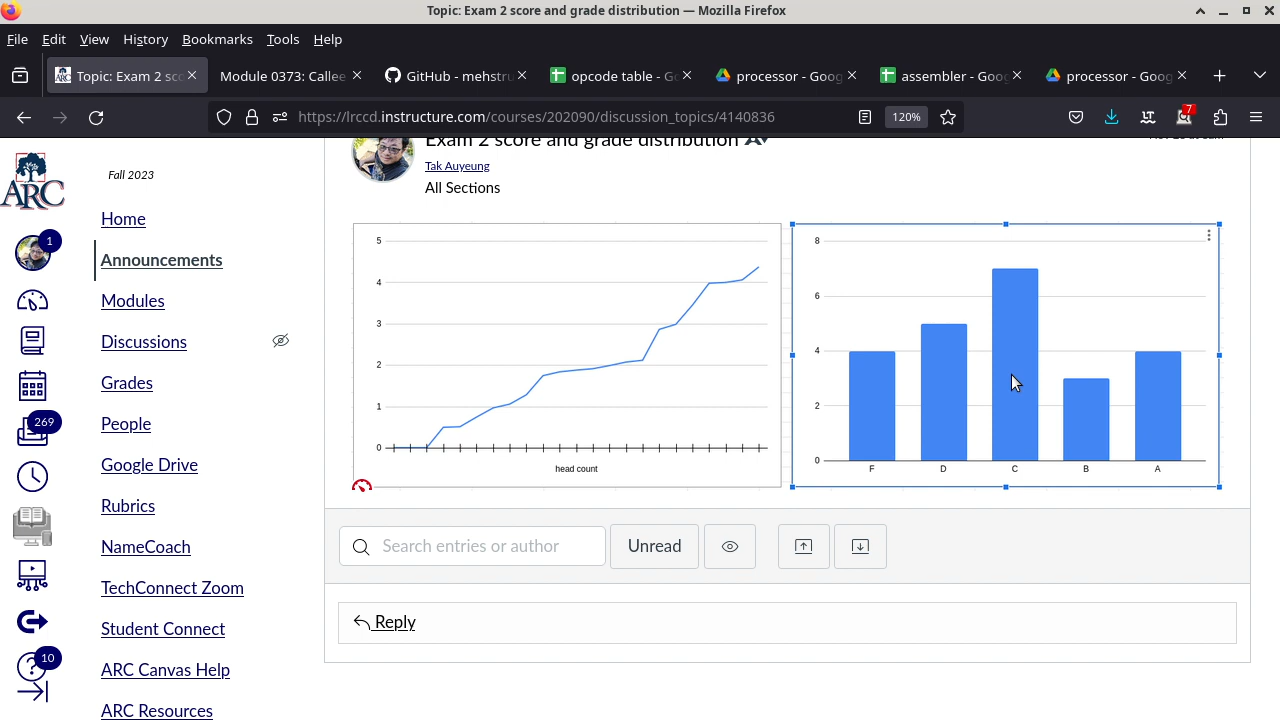 Topic: Exam 2 score and grade distribution — Mozilla Firefox
File Edit View History Bookmarks Tools Help
Topic: Exam 2 sc
Module 0373: Callee
GitHub - mehstru
opcode table - Go
processor - Goog
assembler - Goog
processor - Goog
https://lrccd.instructure.com/courses/202090/discussion_topics/4140836
120%
7
ARC
1
269
10
Fall 2023
Home
Announcements
Modules
Discussions
Grades
People
Google Drive
Rubrics
NameCoach
TechConnect Zoom
Student Connect
ARC Canvas Help
ARC Resources
Exam 2 score and grade distribution
Tak Auyeung
All Sections
5
4
3
2
1
0
head count
8
6
4
2
0
F D C B A
Search entries or author
Unread
Reply